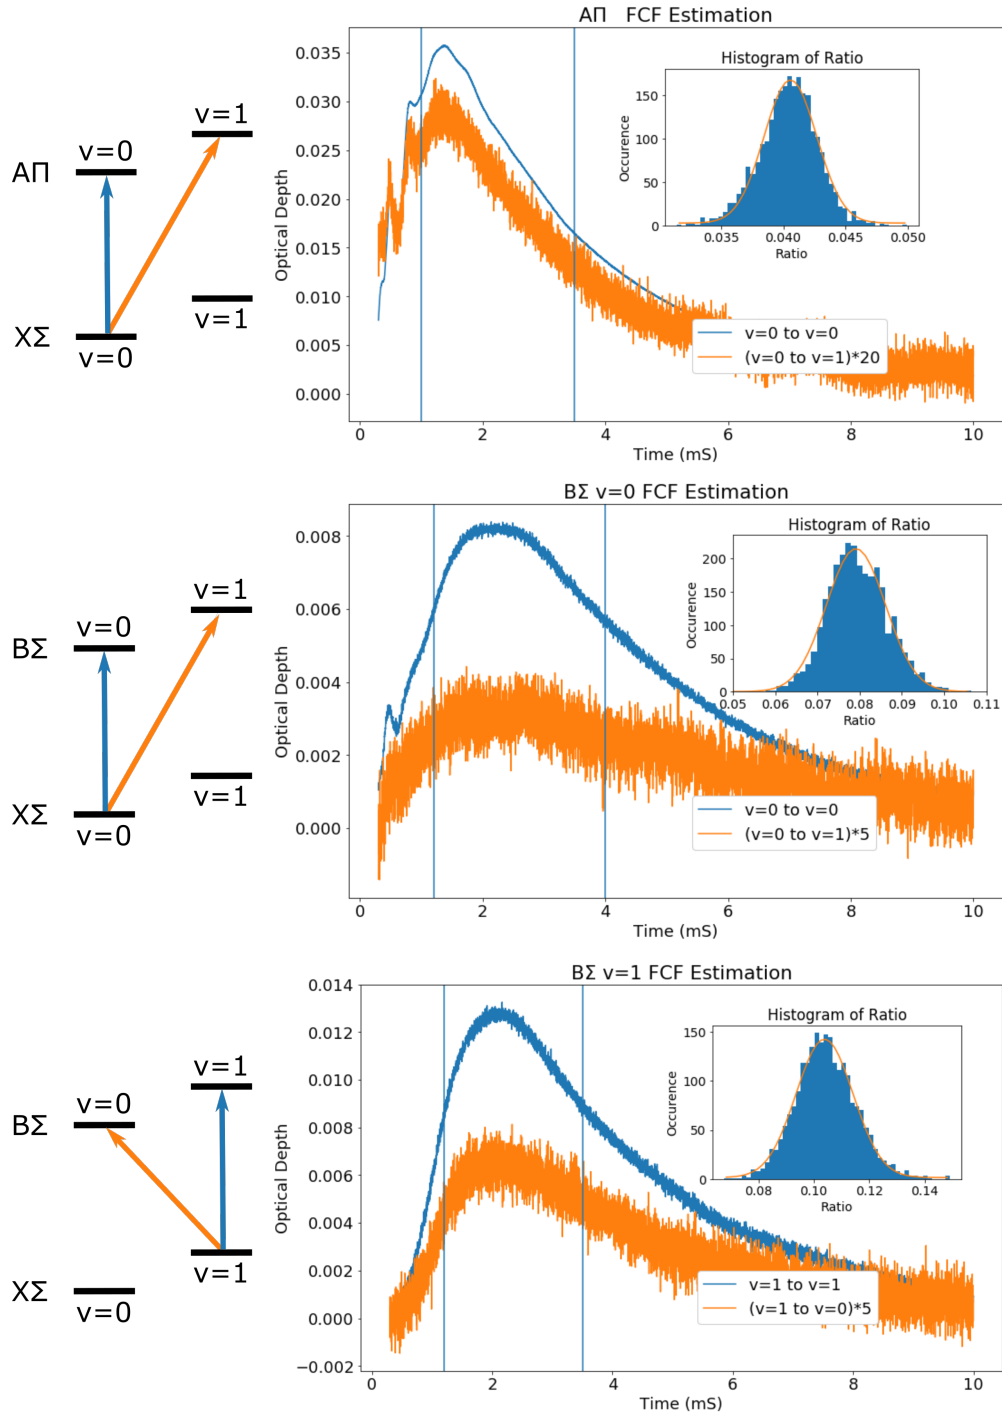 AΠ   FCF Estimation
v=1
v=0
AΠ
v=1
XΣ
v=0
Optical Depth
0.035
0.030
0.025
0.020
0.015
0.010
0.005
0.000
0
2
4
6
8
10
Time (mS)
Histogram of Ratio
Occurence
150
100
50
0
0.035
0.040
0.045
0.050
Ratio
v=0 to v=0
(v=0 to v=1)*20
BΣ v=0 FCF Estimation
v=1
v=0
BΣ
v=1
XΣ
v=0
Optical Depth
0.008
0.006
0.004
0.002
0.000
0
2
4
6
8
10
Time (mS)
Histogram of Ratio
Occurence
200
150
100
50
0
0.05
0.06
0.07
0.08
0.09
0.10
0.11
Ratio
v=0 to v=0
(v=0 to v=1)*5
BΣ v=1 FCF Estimation
v=1
v=0
BΣ
v=1
XΣ
v=0
Optical Depth
0.014
0.012
0.010
0.008
0.006
0.004
0.002
0.000
−0.002
0
2
4
6
8
10
Time (mS)
Histogram of Ratio
Occurence
150
100
50
0
0.08
0.10
0.12
0.14
Ratio
v=1 to v=1
(v=1 to v=0)*5